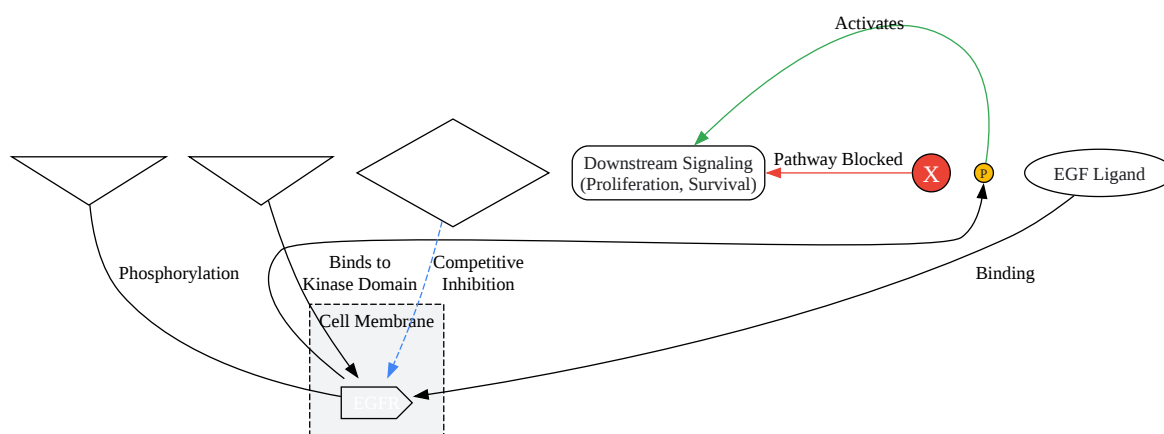 Activates
Downstream Signaling
(Proliferation, Survival)
Pathway Blocked
X
P
EGF Ligand
Phosphorylation
Binds to
Kinase Domain
Competitive
Inhibition
Binding
Cell Membrane
EGFR